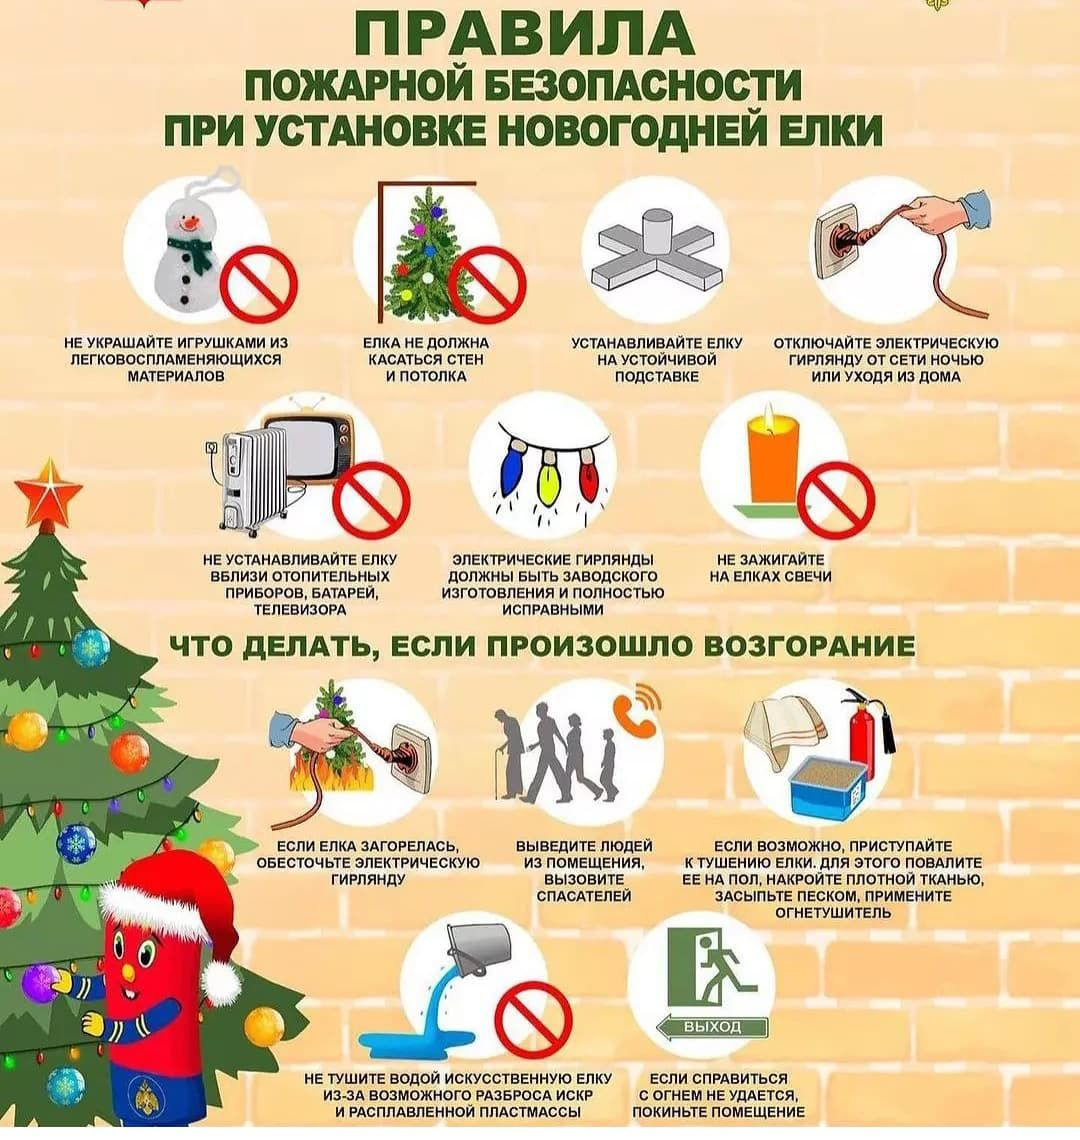 ПРАВИЛА
ПОЖАРНОЙ БЕЗОПАСНОСТИ
ПРИ УСТАНОВКЕ НОВОГОДНЕЙ ЕЛКИ
НЕ УКРАШАЙТЕ ИГРУШКАМИ ИЗ
ЛЕГКОВОСПЛАМЕНЯЮЩИХСЯ
МАТЕРИАЛОВ
ЕЛКА НЕ ДОЛЖНА
КАСАТЬСЯ СТЕН
И ПОТОЛКА
УСТАНАВЛИВАЙТЕ ЕЛКУ
НА УСТОЙЧИВОЙ
ПОДСТАВКЕ
ОТКЛЮЧАЙТЕ ЭЛЕКТРИЧЕСКУЮ
ГИРЛЯНДУ ОТ СЕТИ НОЧЬЮ
ИЛИ УХОДЯ ИЗ ДОМА
НЕ УСТАНАВЛИВАЙТЕ ЕЛКУ
ВБЛИЗИ ОТОПИТЕЛЬНЫХ
ПРИБОРОВ, БАТАРЕЙ,
ТЕЛЕВИЗОРА
ЭЛЕКТРИЧЕСКИЕ ГИРЛЯНДЫ
ДОЛЖНЫ БЫТЬ ЗАВОДСКОГО
ИЗГОТОВЛЕНИЯ И ПОЛНОСТЬЮ
ИСПРАВНЫМИ
НЕ ЗАЖИГАЙТЕ
НА ЕЛКАХ СВЕЧИ
ЧТО ДЕЛАТЬ, ЕСЛИ ПРОИЗОШЛО ВОЗГОРАНИЕ
ЕСЛИ ЕЛКА ЗАГОРЕЛАСЬ,
ОБЕСТОЧЬТЕ ЭЛЕКТРИЧЕСКУЮ
ГИРЛЯНДУ
ВЫВЕДИТЕ ЛЮДЕЙ
ИЗ ПОМЕЩЕНИЯ,
ВЫЗОВИТЕ
СПАСАТЕЛЕЙ
ЕСЛИ ВОЗМОЖНО, ПРИСТУПАЙТЕ
К ТУШЕНИЮ ЕЛКИ. ДЛЯ ЭТОГО ПОВАЛИТЕ
ЕЕ НА ПОЛ, НАКРОЙТЕ ПЛОТНОЙ ТКАНЬЮ,
ЗАСЫПЬТЕ ПЕСКОМ, ПРИМЕНИТЕ
ОГНЕТУШИТЕЛЬ
НЕ ТУШИТЕ ВОДОЙ ИСКУССТВЕННУЮ ЕЛКУ
ИЗ-ЗА ВОЗМОЖНОГО РАЗБРОСА ИСКР
И РАСПЛАВЛЕННОЙ ПЛАСТМАССЫ
ВЫХОД
ЕСЛИ СПРАВИТЬСЯ
С ОГНЕМ НЕ УДАЕТСЯ,
ПОКИНЬТЕ ПОМЕЩЕНИЕ